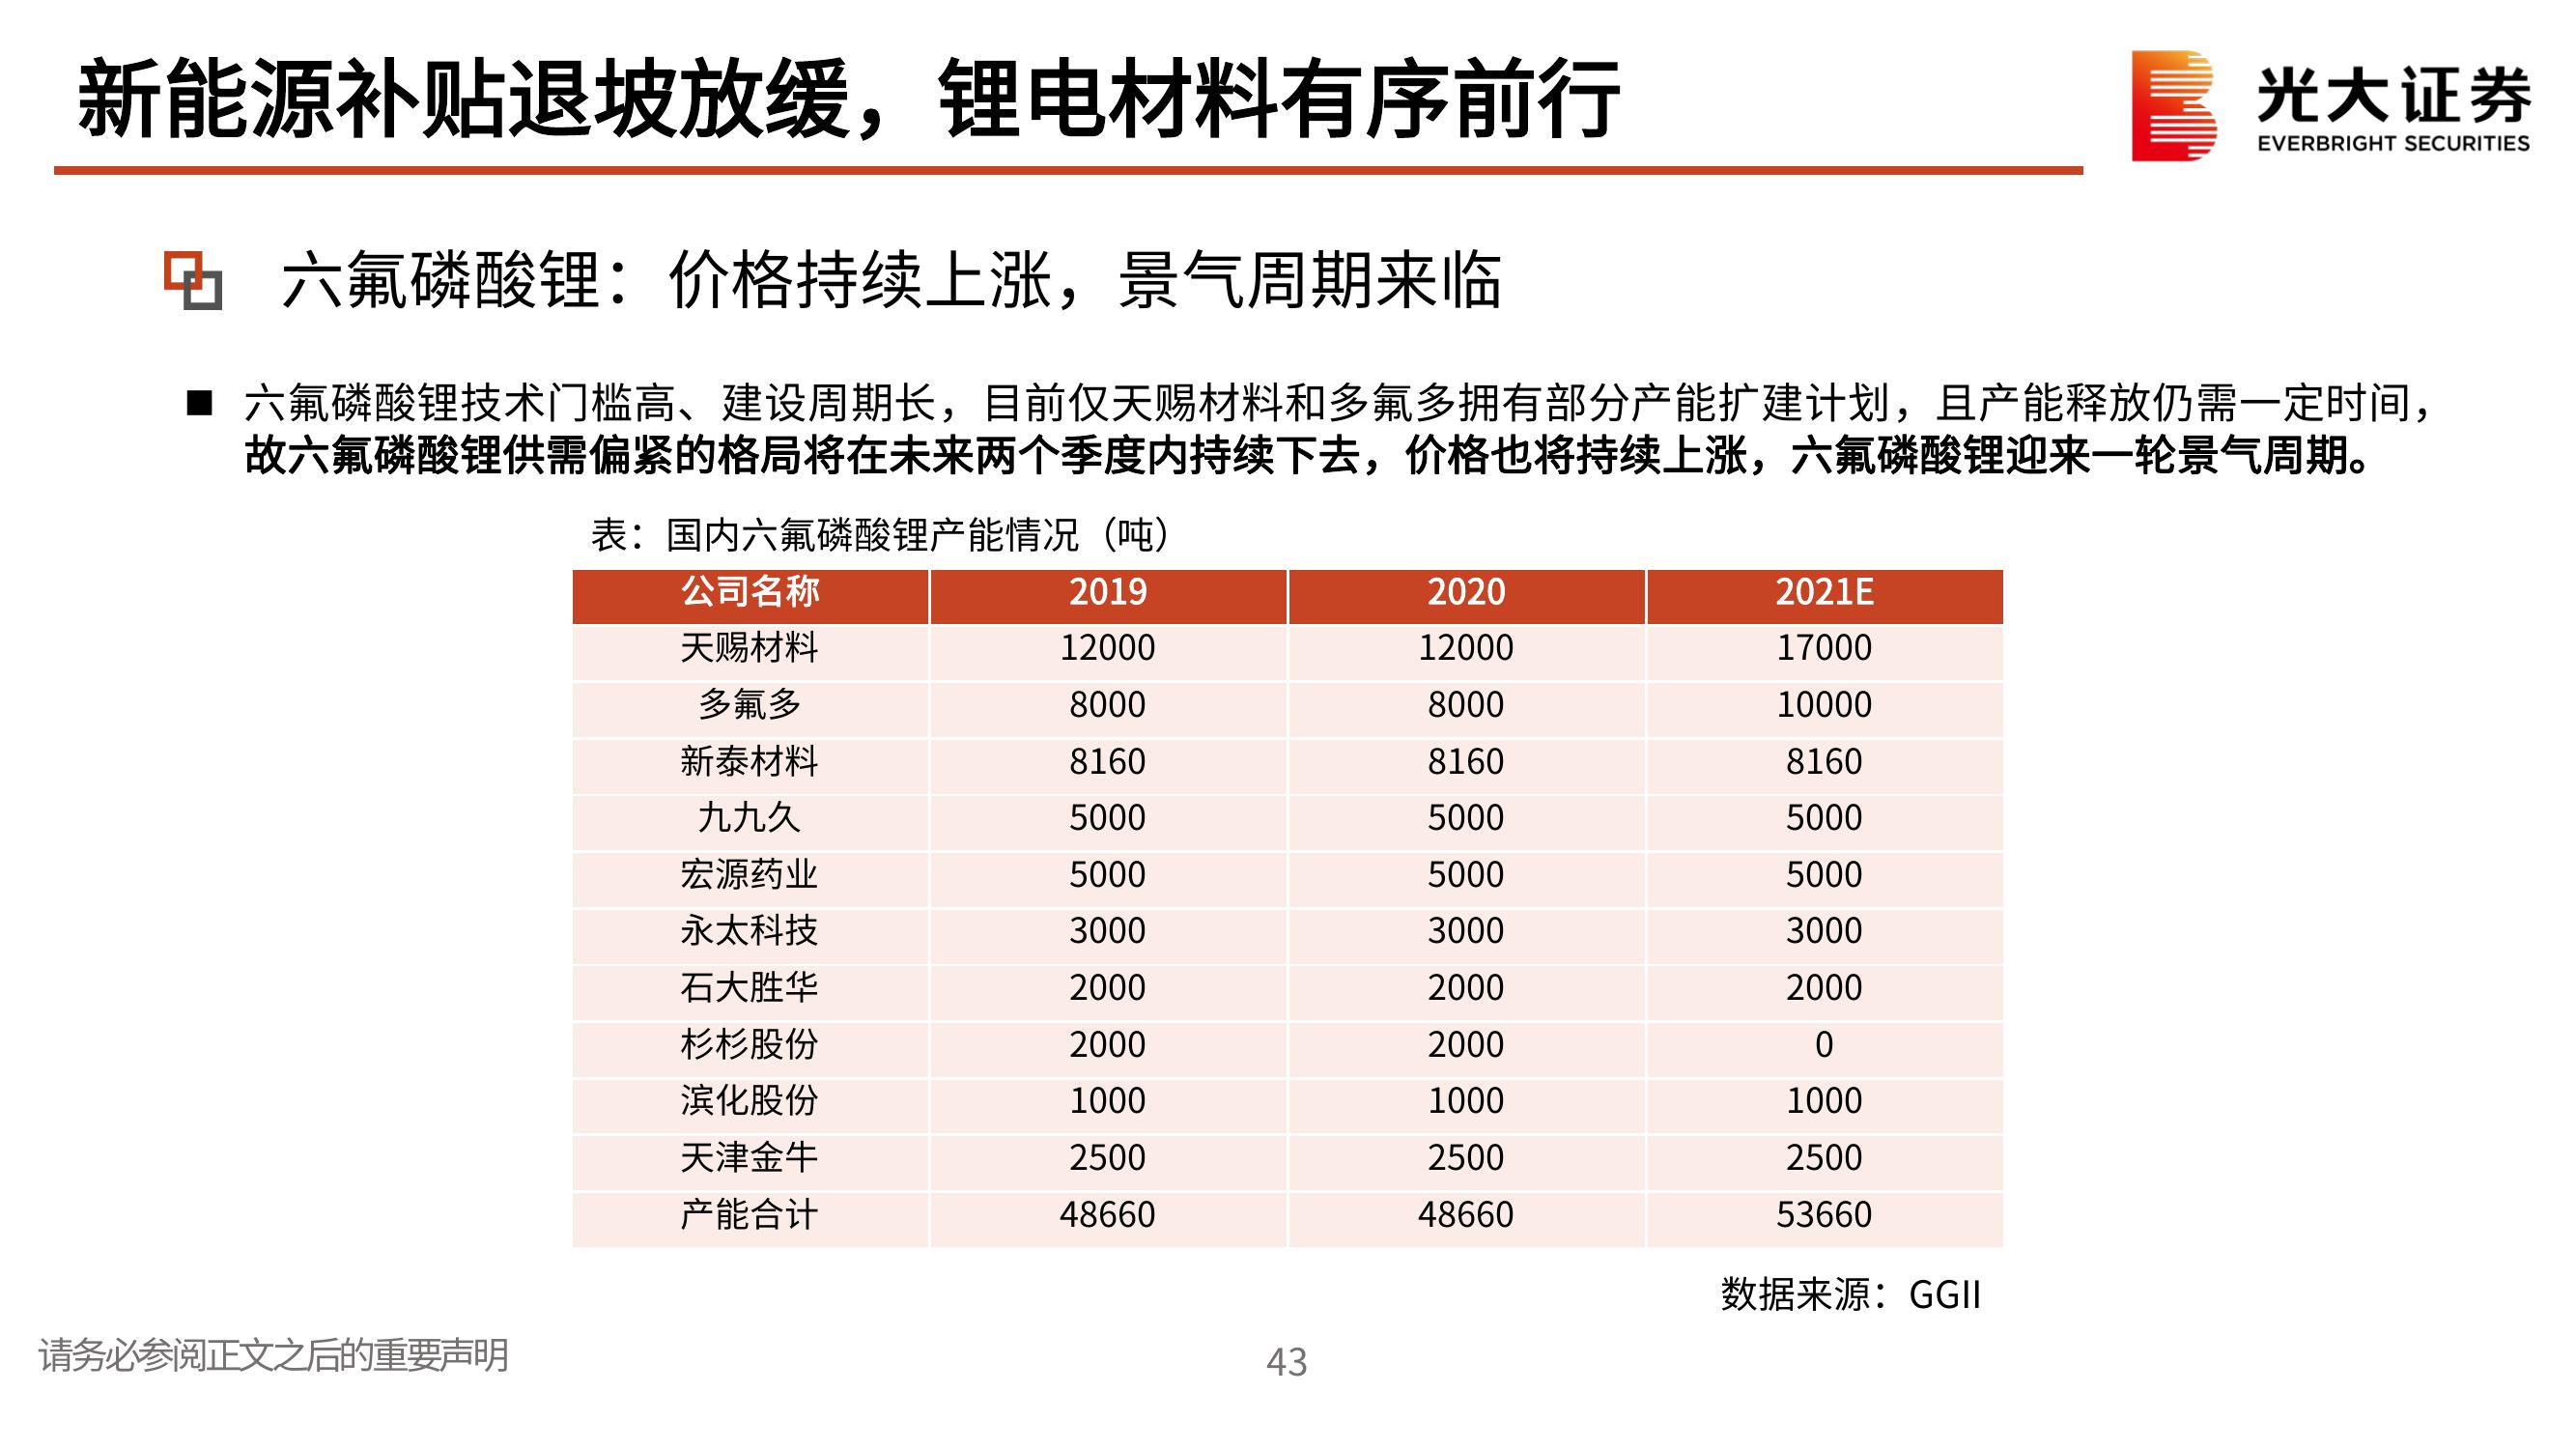 新能源补贴退坡放缓，锂电材料有序前行
光大证券
EVERBRIGHT SECURITIES
六氟磷酸锂：价格持续上涨，景气周期来临
六氟磷酸锂技术门槛高、建设周期长，目前仅天赐材料和多氟多拥有部分产能扩建计划，且产能释放仍需一定时间，
故六氟磷酸锂供需偏紧的格局将在未来两个季度内持续下去，价格也将持续上涨，六氟磷酸锂迎来一轮景气周期。
表：国内六氟磷酸锂产能情况（吨）
公司名称 2019 2020 2021E
天赐材料 12000 12000 17000
多氟多 8000 8000 10000
新泰材料 8160 8160 8160
九九久 5000 5000 5000
宏源药业 5000 5000 5000
永太科技 3000 3000 3000
石大胜华 2000 2000 2000
杉杉股份 2000 2000 0
滨化股份 1000 1000 1000
天津金牛 2500 2500 2500
产能合计 48660 48660 53660
数据来源：GGII
请务必参阅正文之后的重要声明
43